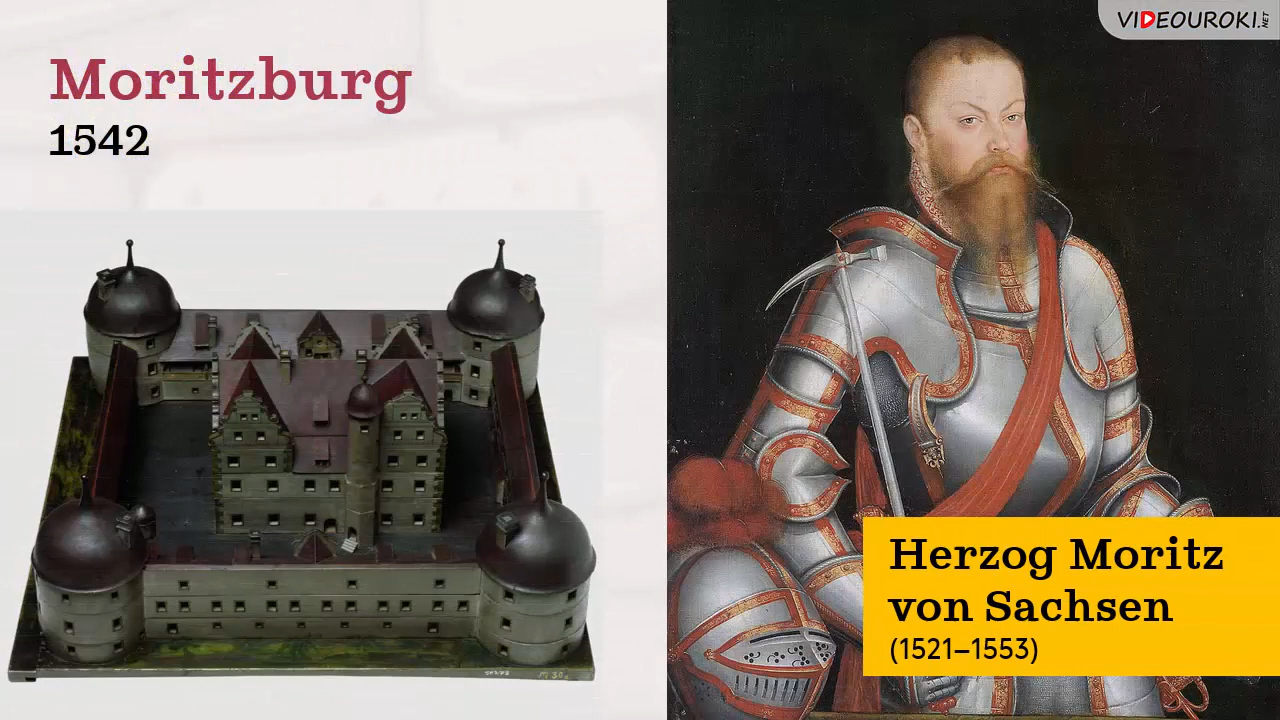 Moritzburg
1542
VIDEOUROKI.NET
Herzog Moritz
von Sachsen
(1521–1553)